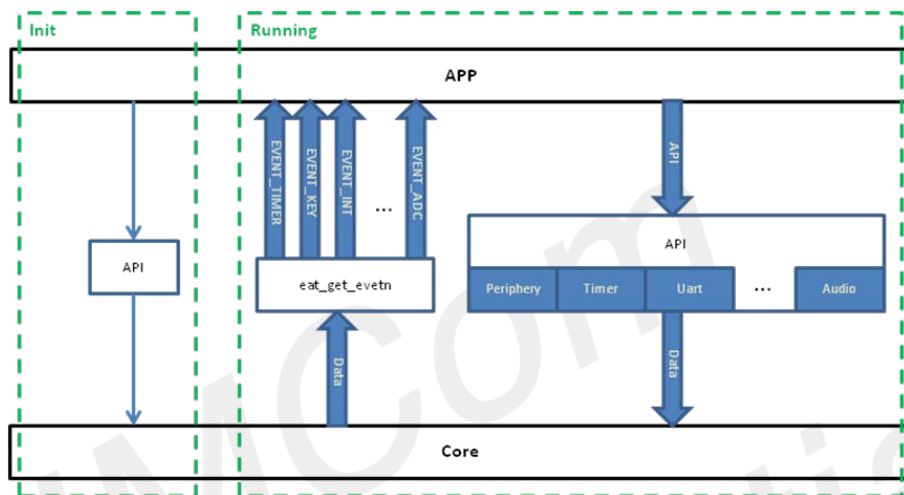 Init
Running
APP
EVENT_TIMER
EVENT_KEY
EVENT_INT
...
EVENT_ADC
API
API
API
eat_get_evetn
Periphery
Timer
Uart
...
Audio
Data
Data
Core